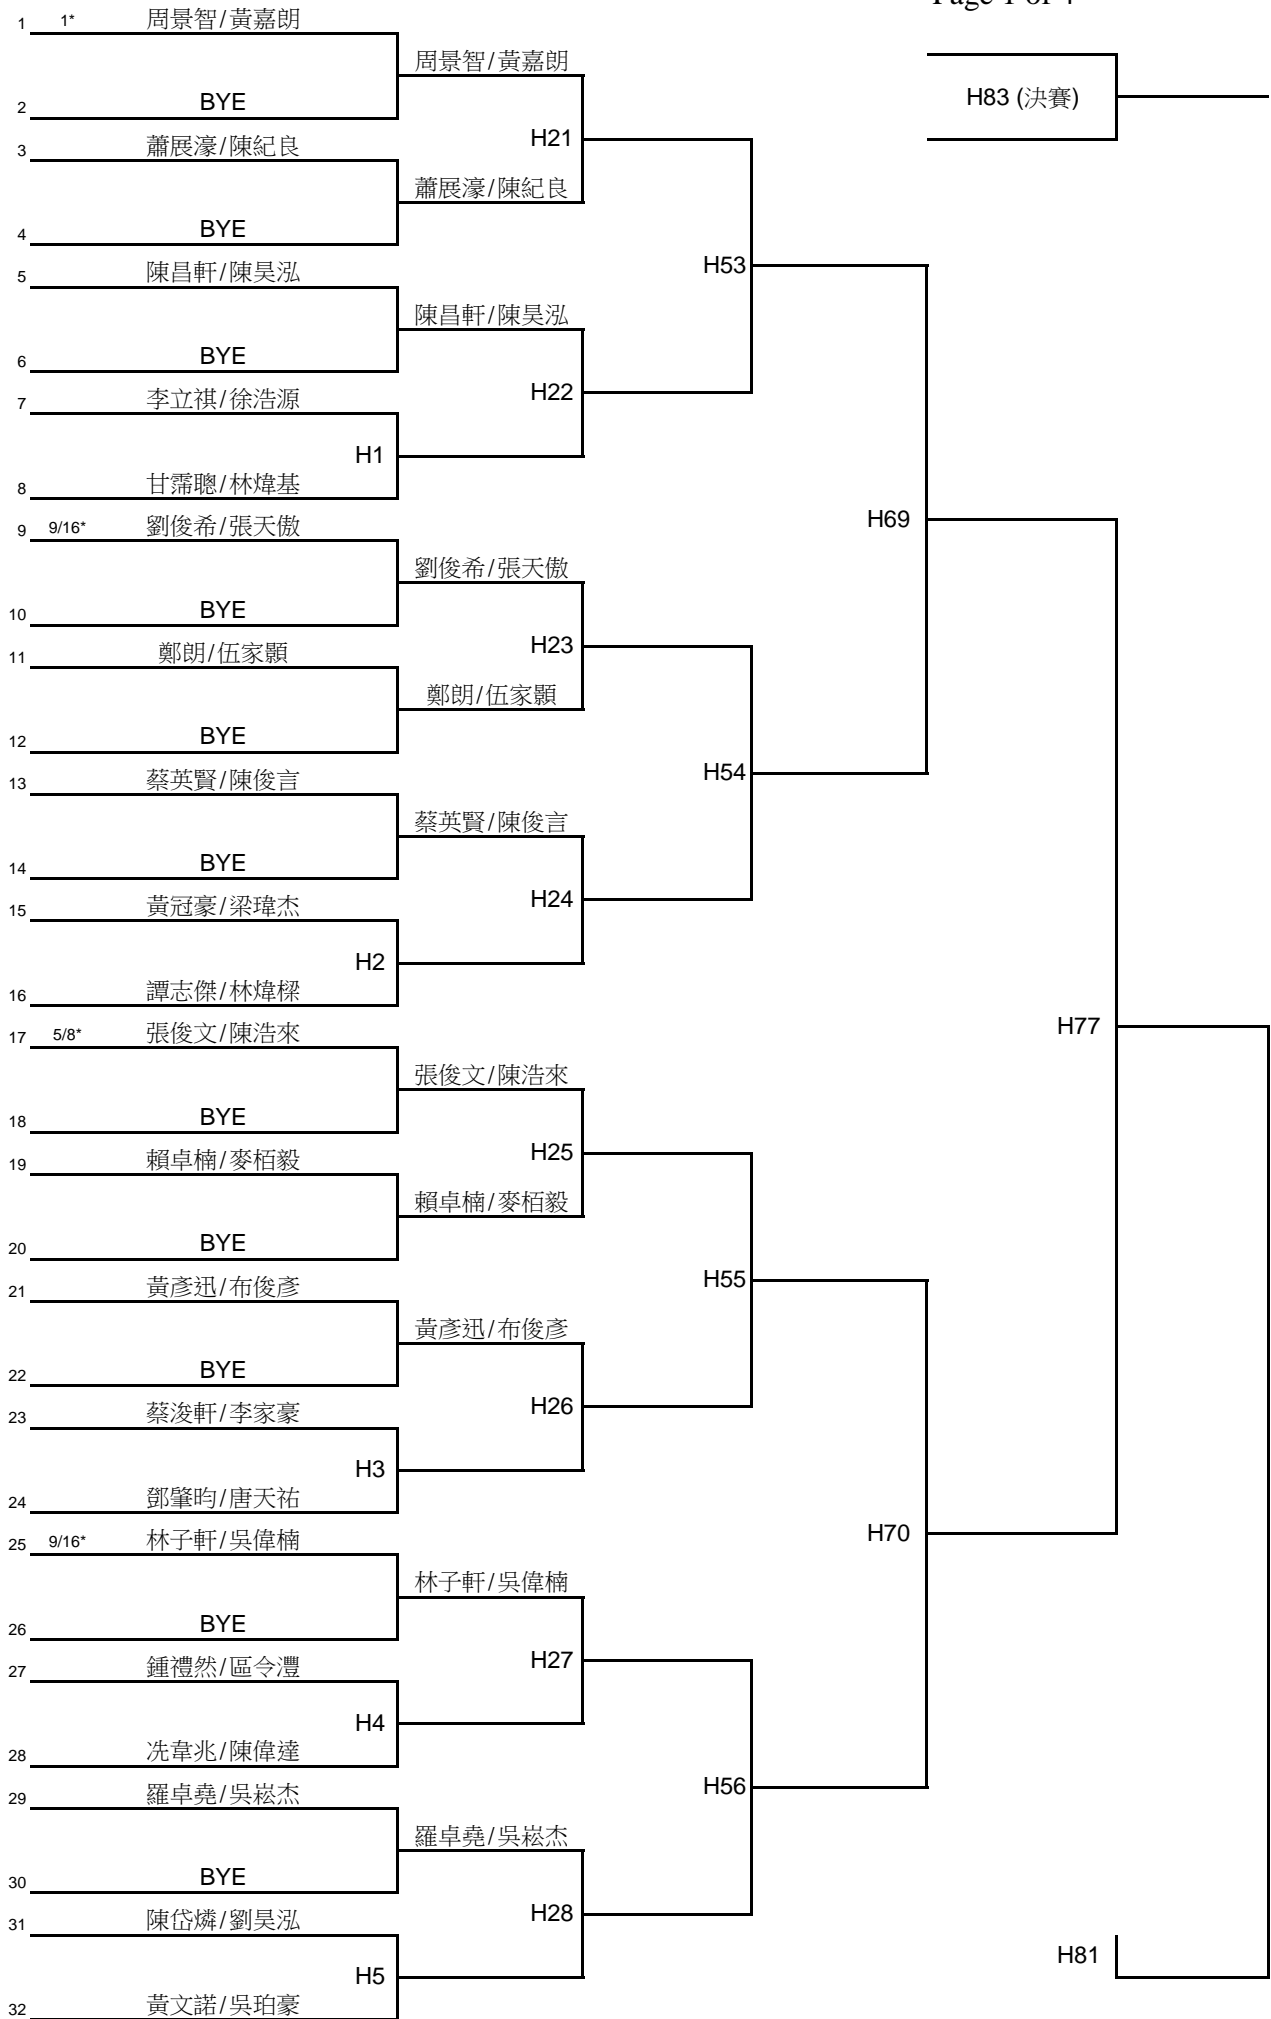 Page 1 of 4
1 1* 周景智/黃嘉朗
周景智/黃嘉朗
H83 (決賽)
2 BYE
3 蕭展濠/陳紀良
H21
蕭展濠/陳紀良
4 BYE
5 陳昌軒/陳昊泓
H53
陳昌軒/陳昊泓
6 BYE
7 李立祺/徐浩源
H22
H1
8 甘霈聰/林煒基
9 9/16* 劉俊希/張天傲
H69
劉俊希/張天傲
10 BYE
11 鄭朗/伍家顥
H23
鄭朗/伍家顥
12 BYE
13 蔡英賢/陳俊言
H54
蔡英賢/陳俊言
14 BYE
15 黃冠豪/梁瑋杰
H24
H2
16 譚志傑/林煒樑
17 5/8* 張俊文/陳浩來
H77
張俊文/陳浩來
18 BYE
19 賴卓楠/麥栢毅
H25
賴卓楠/麥栢毅
20 BYE
21 黃彥迅/布俊彥
H55
黃彥迅/布俊彥
22 BYE
23 蔡浚軒/李家豪
H26
H3
24 鄧肇昀/唐天祐
25 9/16* 林子軒/吳偉楠
H70
林子軒/吳偉楠
26 BYE
27 鍾禮然/區令灃
H27
H4
28 冼韋兆/陳偉達
29 羅卓堯/吳崧杰
H56
羅卓堯/吳崧杰
30 BYE
31 陳岱燐/劉昊泓
H28
H81
H5
32 黃文諾/吳珀豪